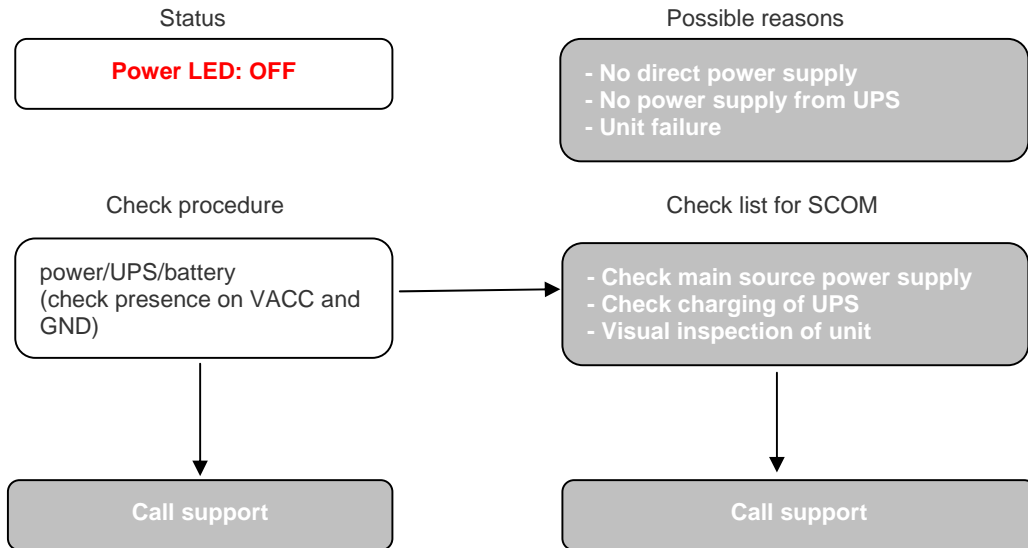 Status
Possible reasons
Power LED: OFF
- No direct power supply
- No power supply from UPS
- Unit failure
Check procedure
Check list for SCOM
power/UPS/battery
(check presence on VACC and
GND)
- Check main source power supply
- Check charging of UPS
- Visual inspection of unit
Call support
Call support